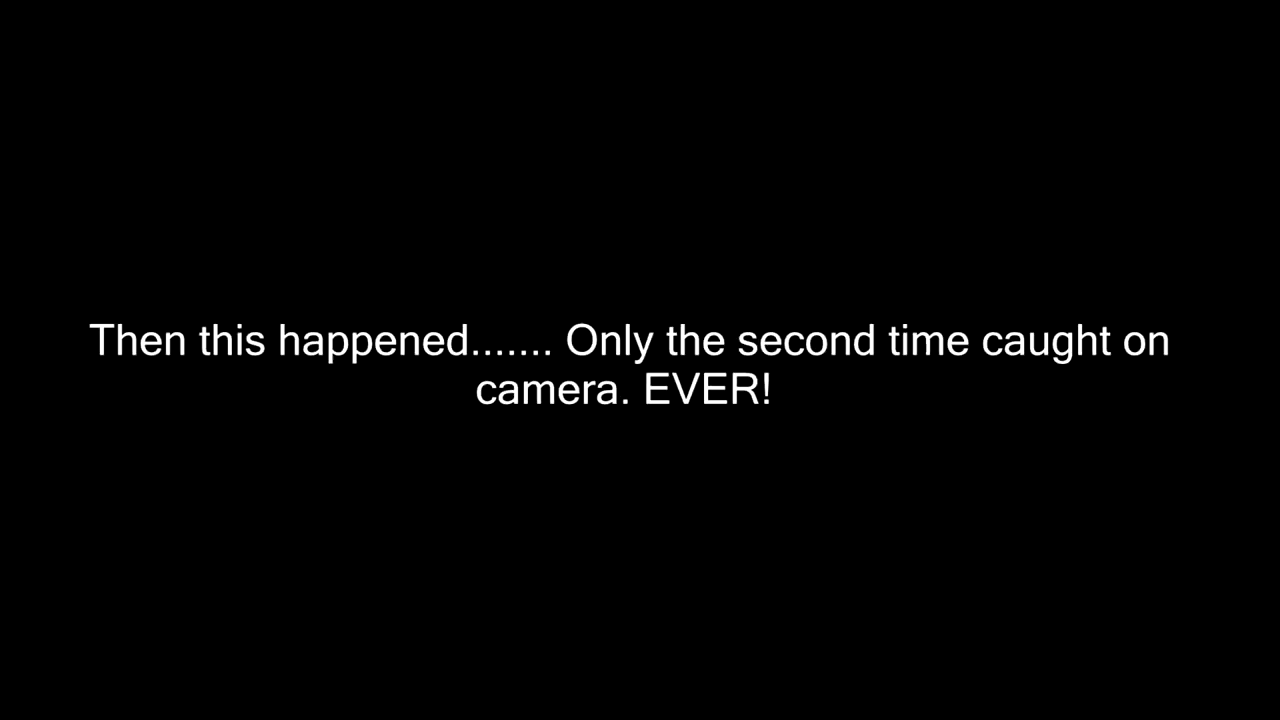 Then this happened....... Only the second time caught on
camera. EVER!